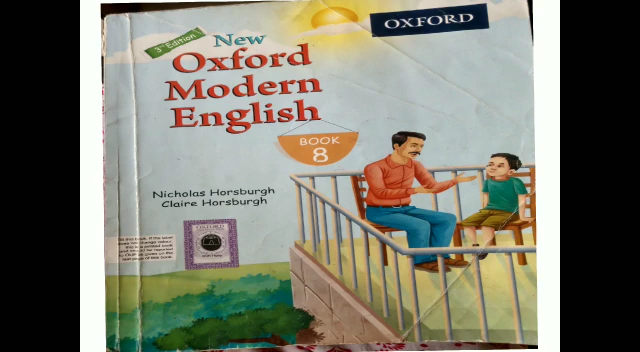 OXFORD
3rd Edition
New
Oxford
Modern
English
BOOK
8
Nicholas Horsburgh
Claire Horsburgh
OXFORD